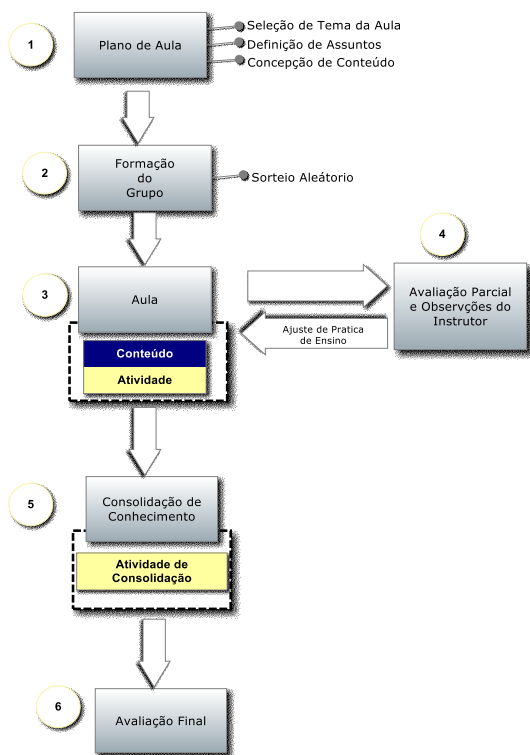 1
Plano de Aula
Seleção de Tema da Aula
Definição de Assuntos
Concepção de Conteúdo
2
Formação
do
Grupo
Sorteio Aleátorio
3
Aula
Conteúdo
Atividade
4
Avaliação Parcial
e Observções do
Instrutor
Ajuste de Pratica
de Ensino
5
Consolidação de
Conhecimento
Atividade de
Consolidação
6
Avaliação Final